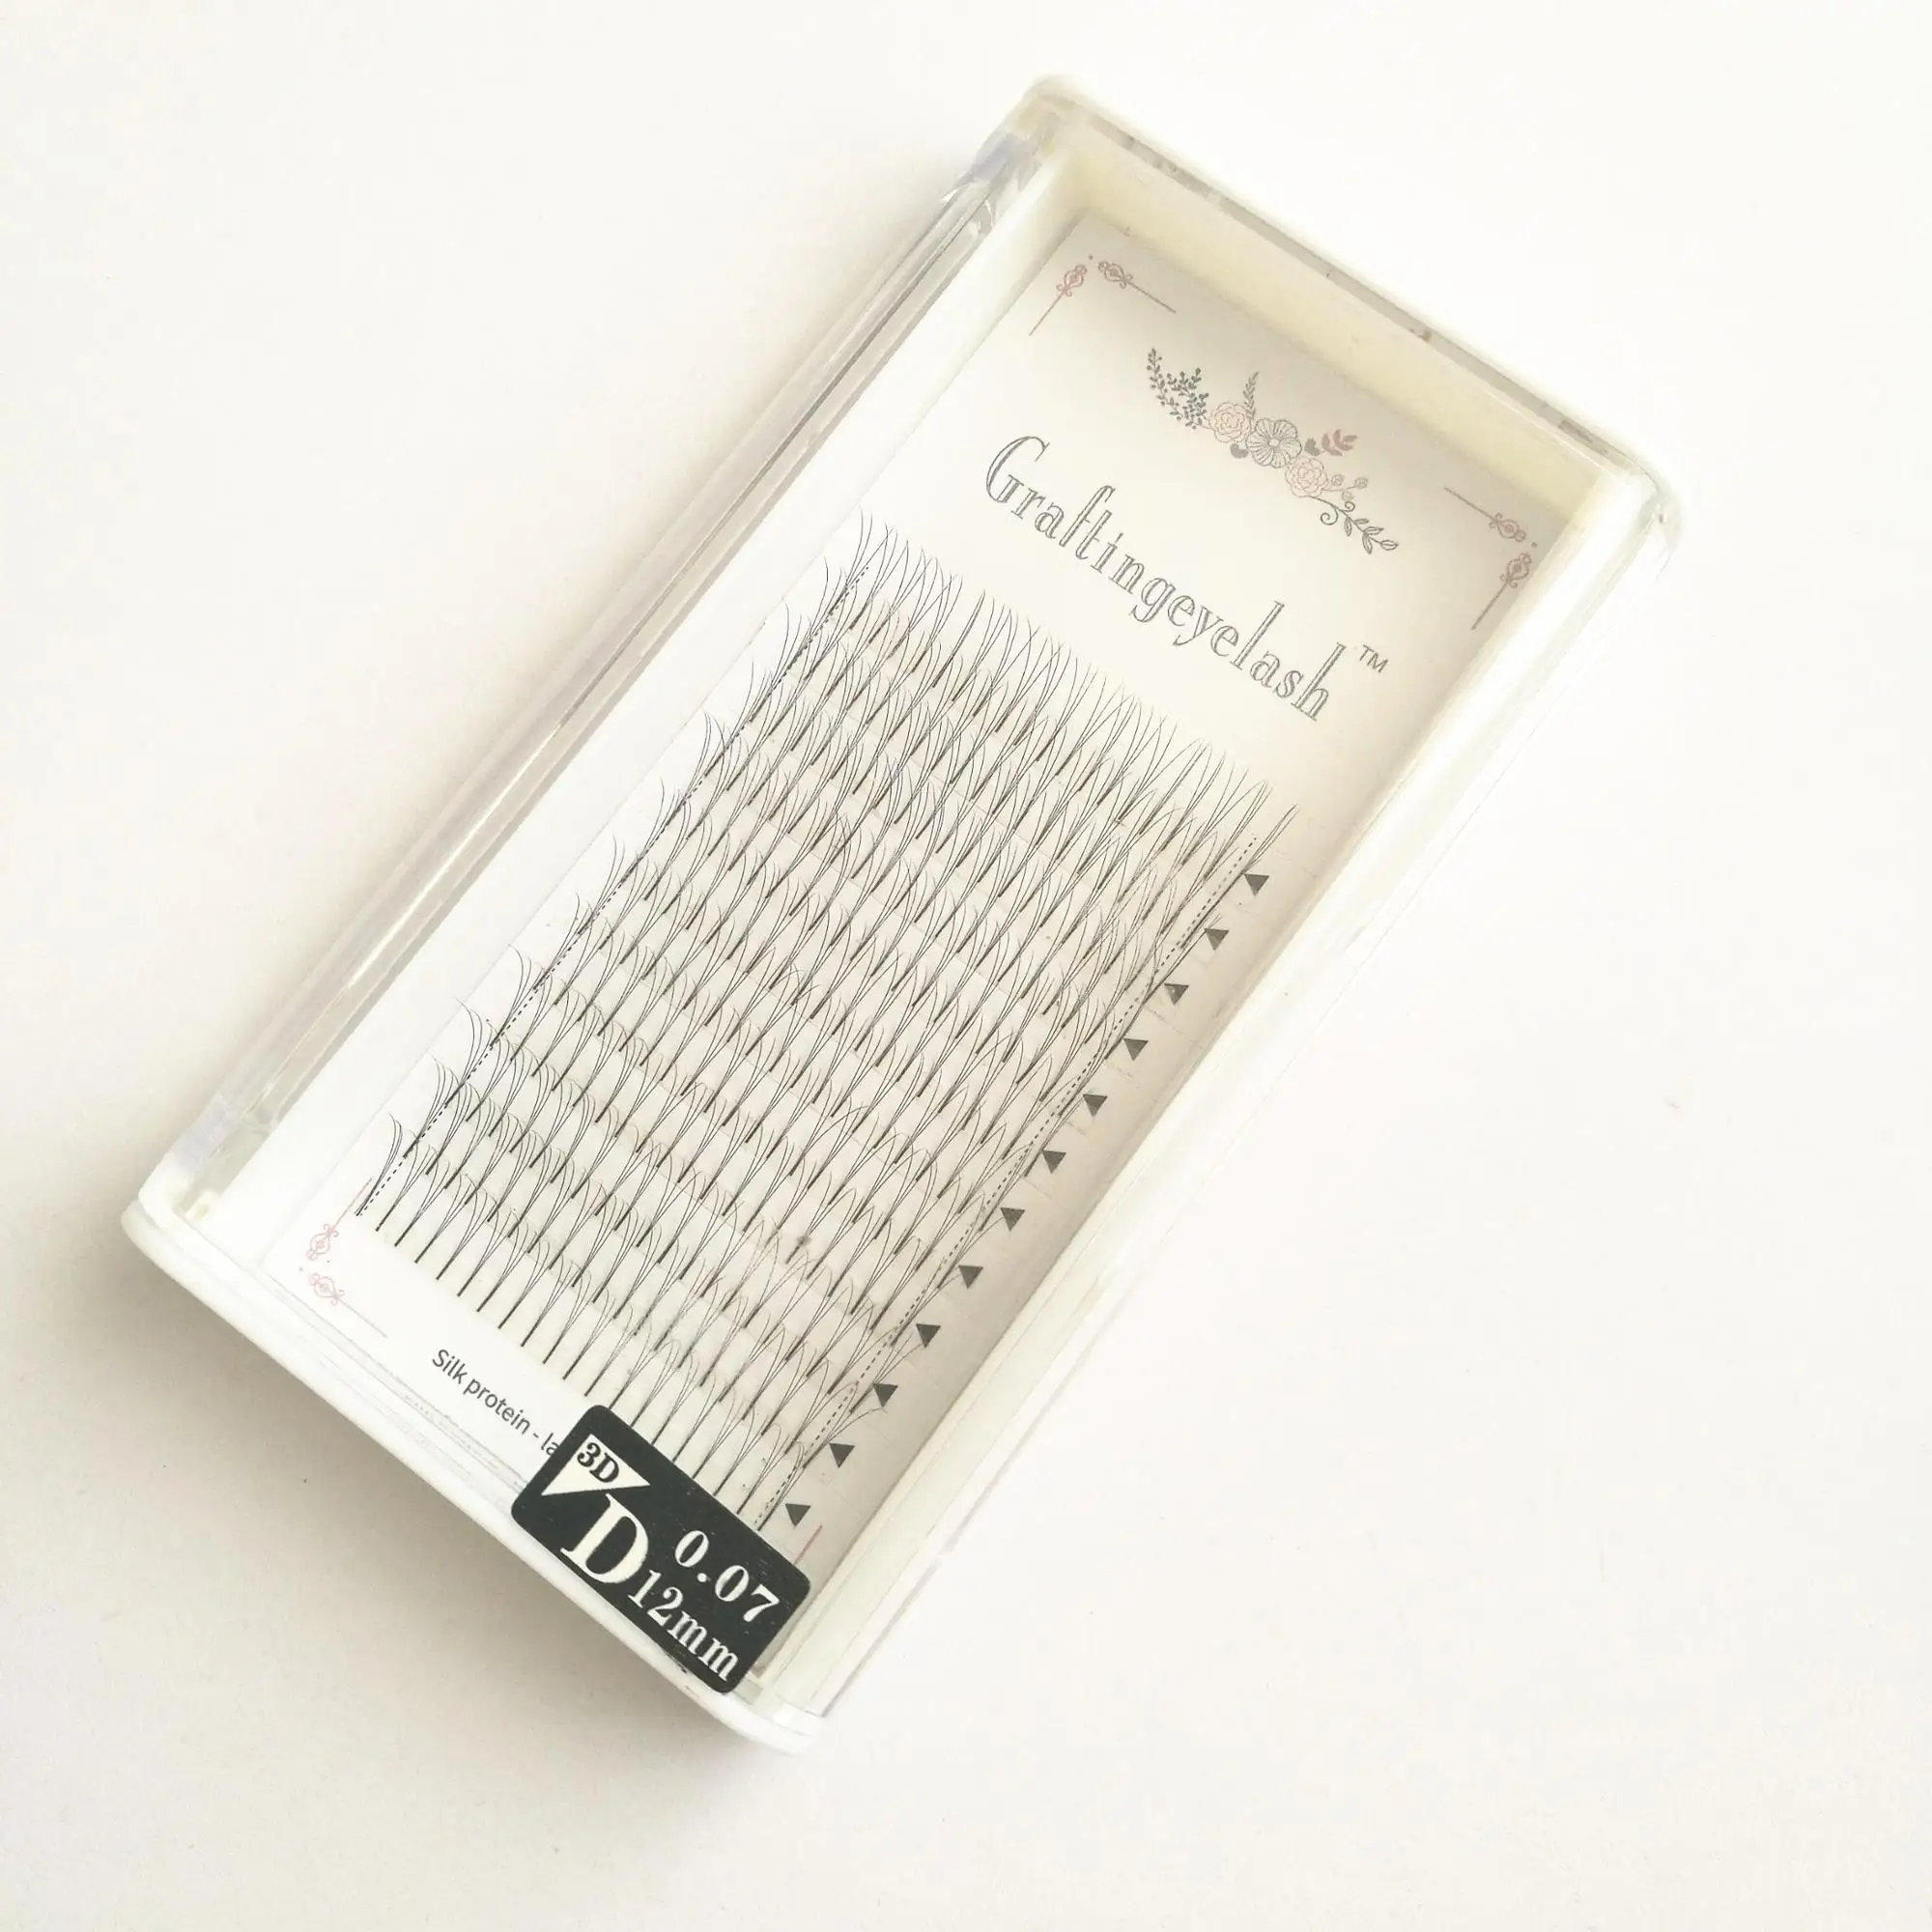 Graftingeyelash™
Silk protein - la
3D
D 0.07
12mm